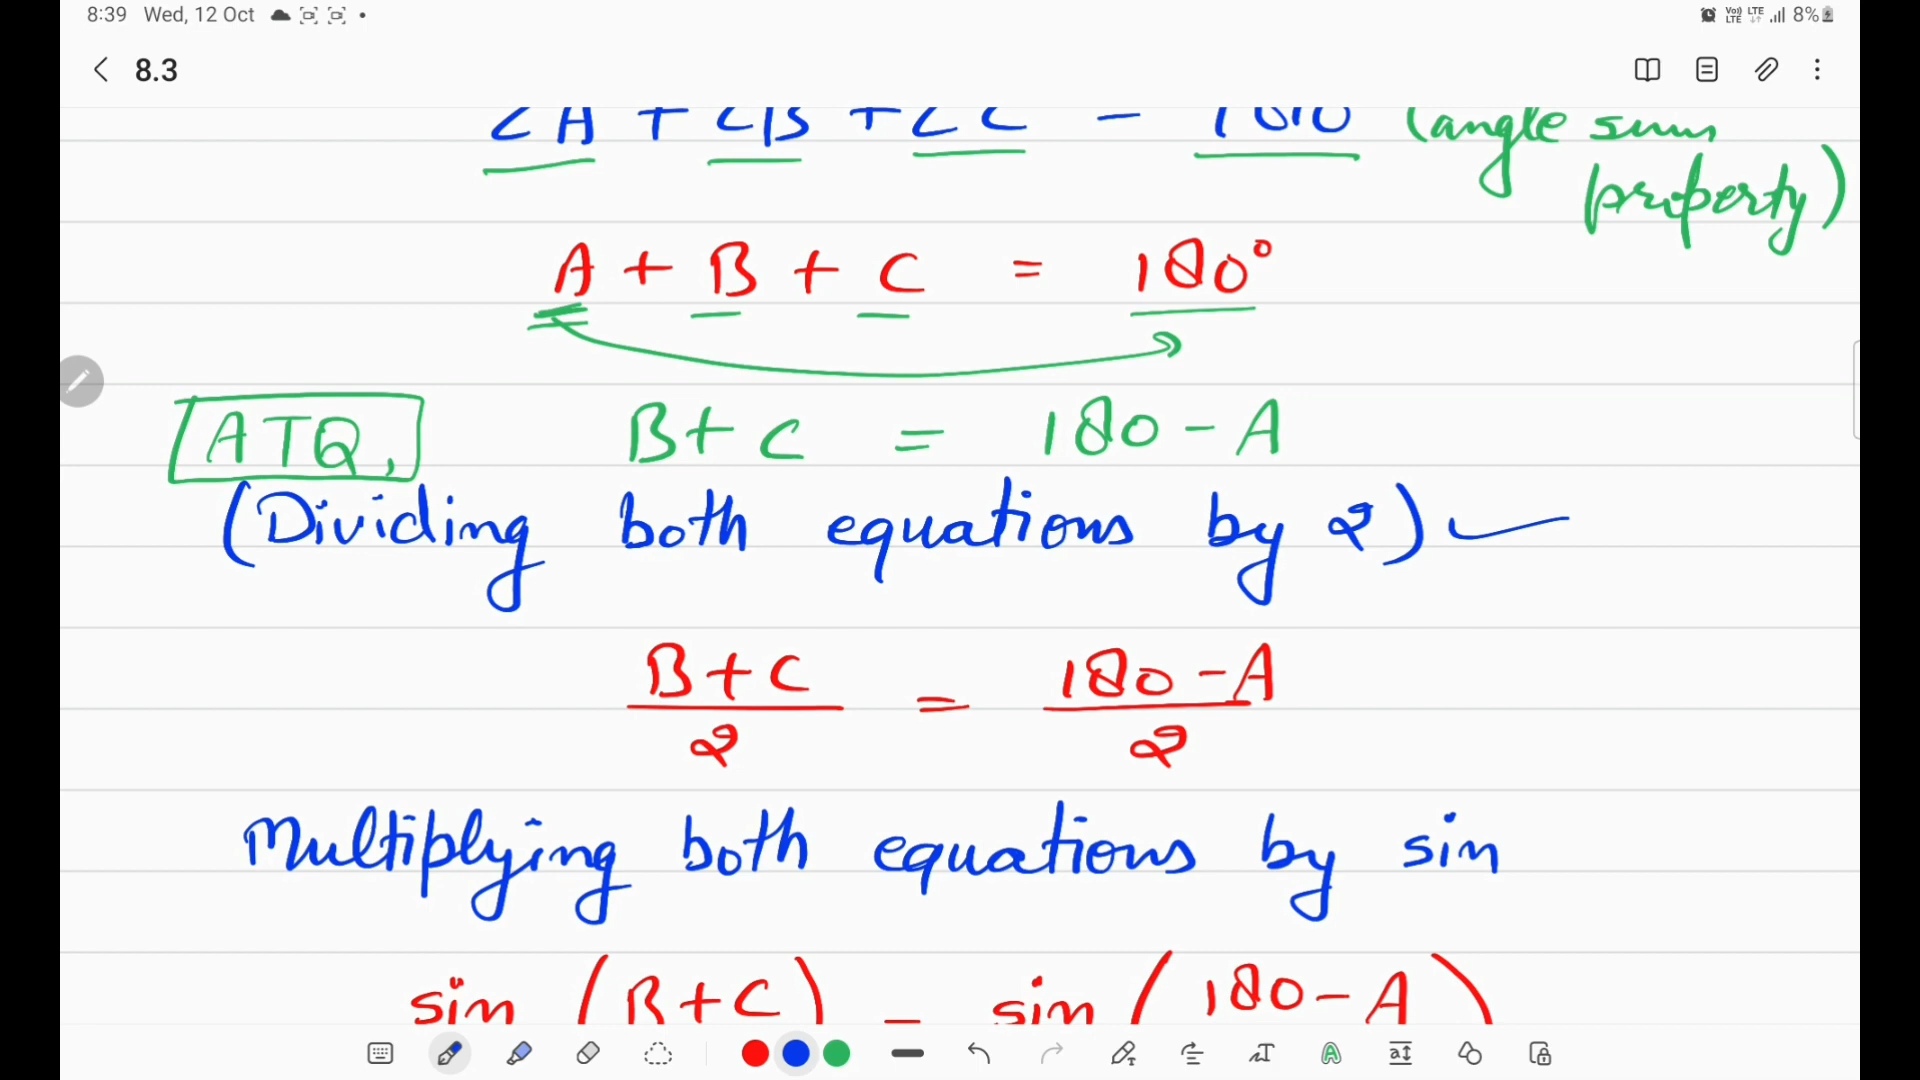 8:39 Wed, 12 Oct
8%
8.3
∠A + ∠B + ∠C = 180 (angle sum
property)
A + B + C = 180°
ATQ, B+C = 180-A
(Dividing both equations by 2)
B+C / 2 = 180-A / 2
Multiplying both equations by sin
sin (B+C) = sin (180-A)